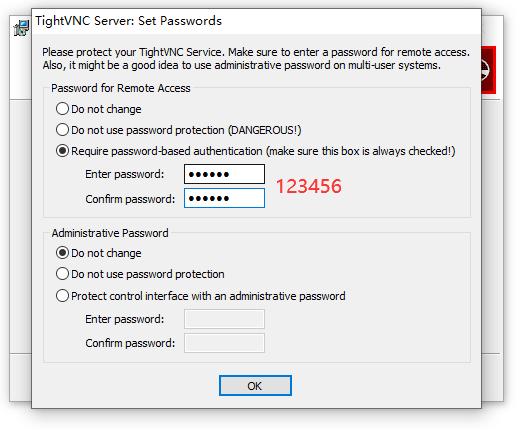 TightVNC Server: Set Passwords
Please protect your TightVNC Service. Make sure to enter a password for remote access.
Also, it might be a good idea to use administrative password on multi-user systems.
Password for Remote Access
Do not change
Do not use password protection (DANGEROUS!)
Require password-based authentication (make sure this box is always checked!)
Enter password: ●●●●●●
123456
Confirm password: ●●●●●●
Administrative Password
Do not change
Do not use password protection
Protect control interface with an administrative password
Enter password:
Confirm password:
OK